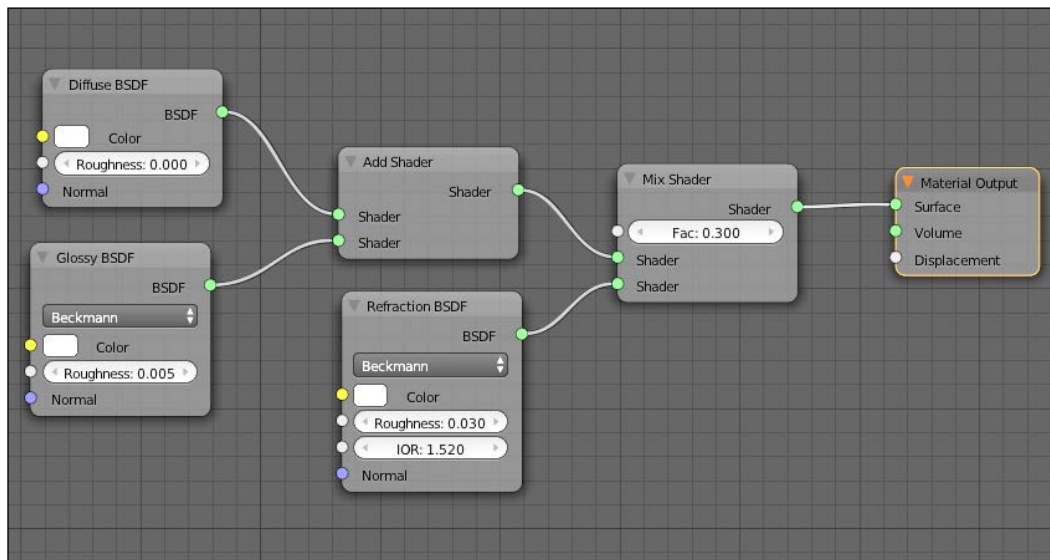 Diffuse BSDF
BSDF
Color
Roughness: 0.000
Normal
Glossy BSDF
BSDF
Beckmann
Color
Roughness: 0.005
Normal
Add Shader
Shader
Shader
Shader
Refraction BSDF
BSDF
Beckmann
Color
Roughness: 0.030
IOR: 1.520
Normal
Mix Shader
Shader
Fac: 0.300
Shader
Shader
Material Output
Surface
Volume
Displacement